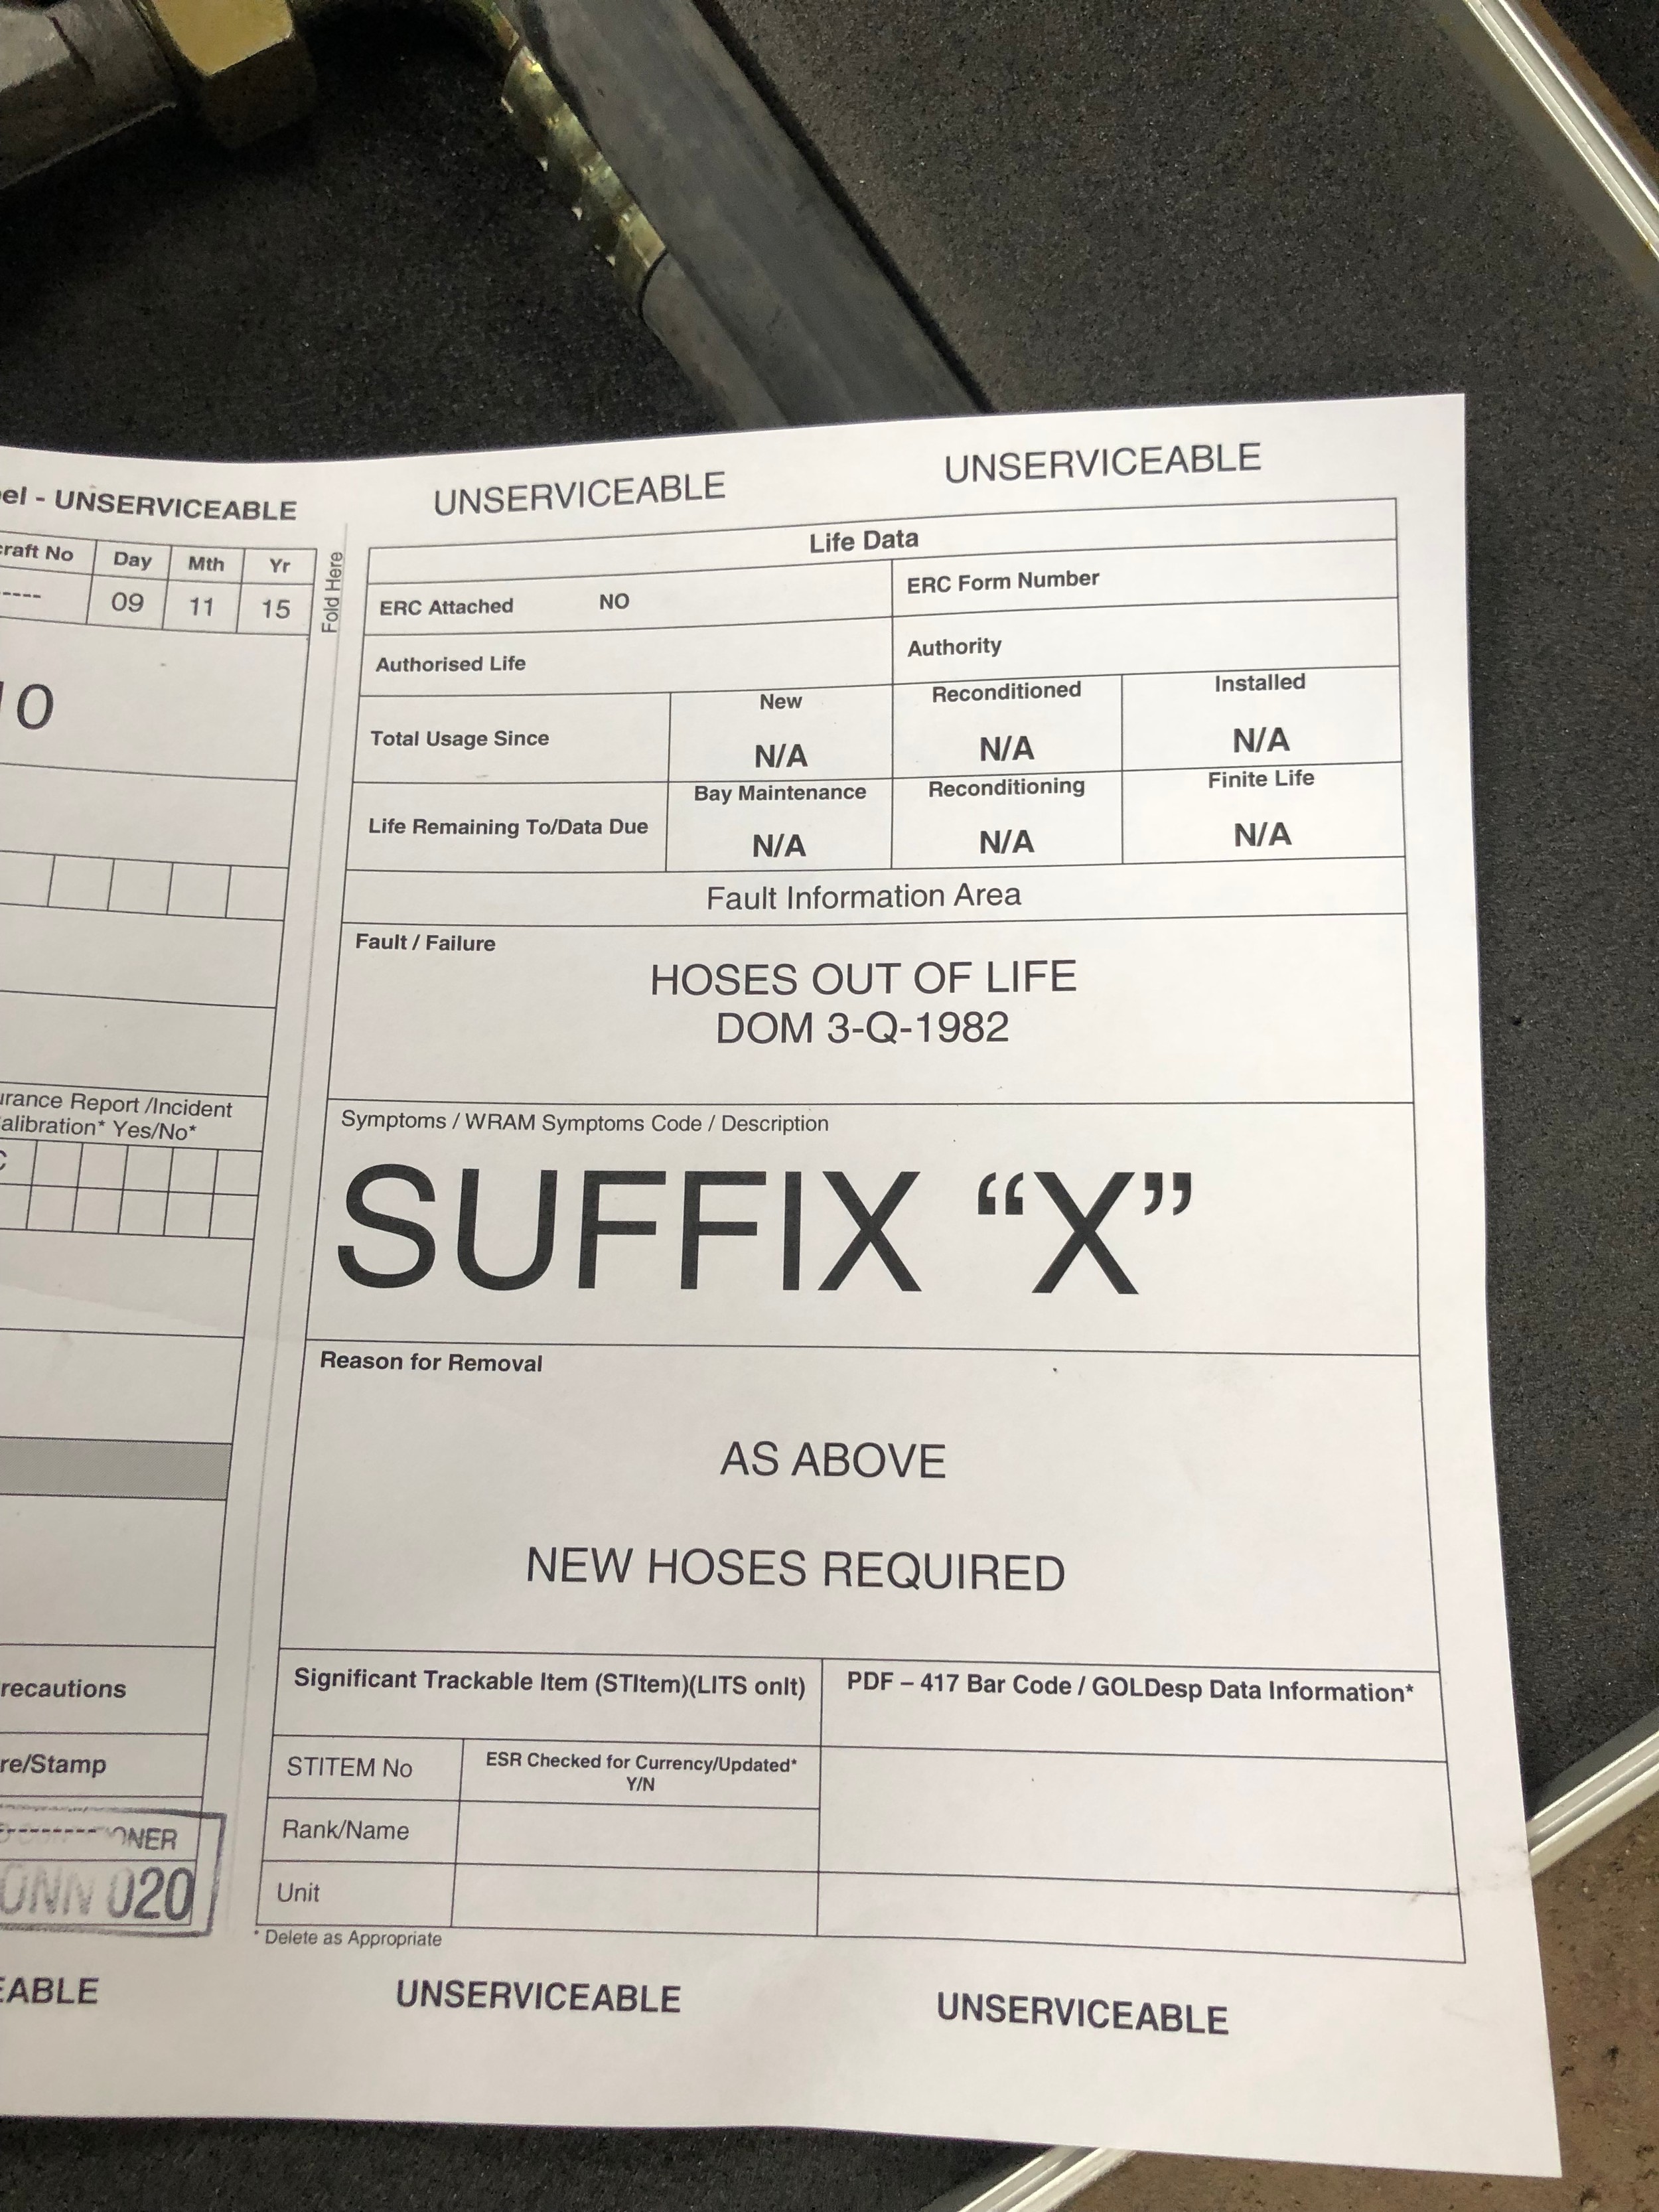 el - UNSERVICEABLE
UNSERVICEABLE UNSERVICEABLE
raft No Day Mth Yr
----- 09 11 15
Fold Here
10
urance Report /Incident
alibration* Yes/No*
C
recautions
re/Stamp
ONER
020
EABLE
Life Data
ERC Attached NO ERC Form Number
Authorised Life Authority
Total Usage Since New Reconditioned Installed
N/A N/A N/A
Life Remaining To/Data Due Bay Maintenance Reconditioning Finite Life
N/A N/A N/A
Fault Information Area
Fault / Failure
HOSES OUT OF LIFE
DOM 3-Q-1982
Symptoms / WRAM Symptoms Code / Description
SUFFIX “X”
Reason for Removal
AS ABOVE
NEW HOSES REQUIRED
Significant Trackable Item (STItem)(LITS onlt) PDF – 417 Bar Code / GOLDesp Data Information*
STITEM No ESR Checked for Currency/Updated*
Y/N
Rank/Name
Unit
* Delete as Appropriate
UNSERVICEABLE UNSERVICEABLE